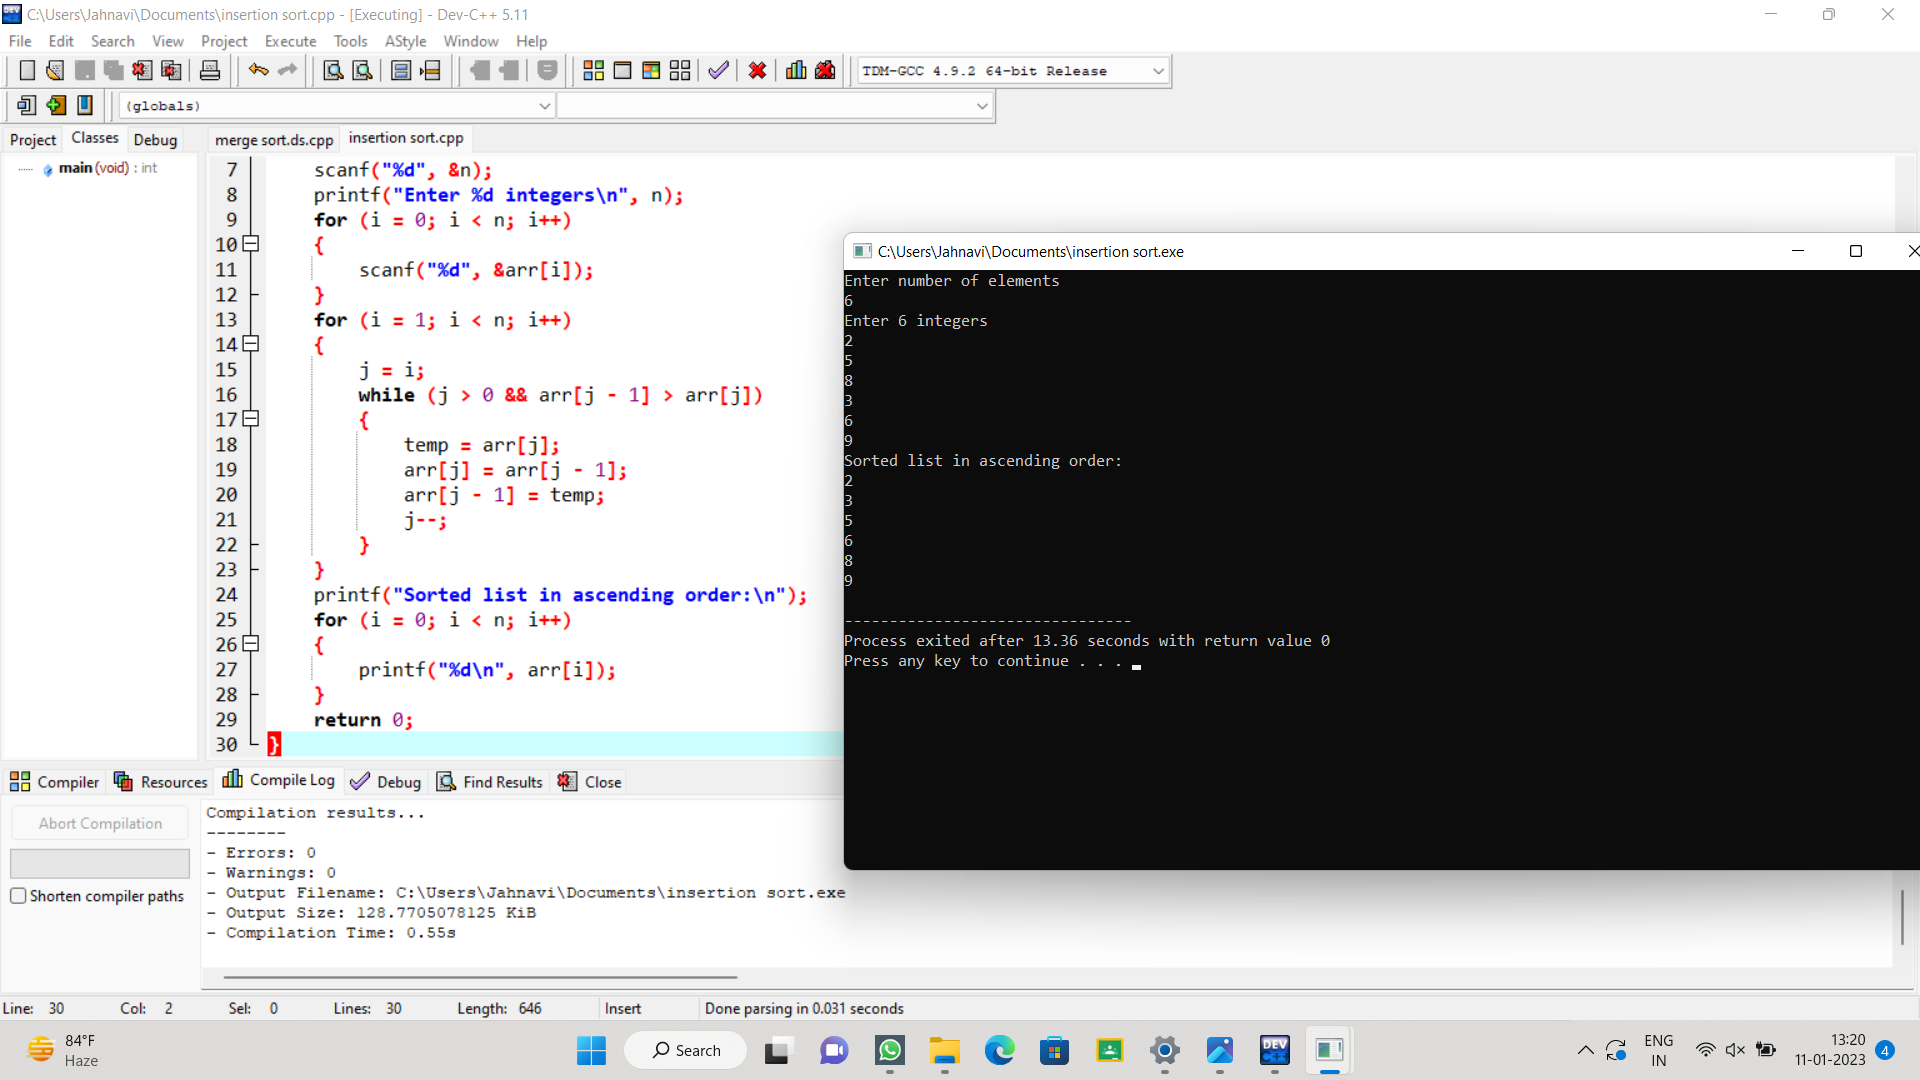 C:\Users\Jahnavi\Documents\insertion sort.cpp - [Executing] - Dev-C++ 5.11
File Edit Search View Project Execute Tools AStyle Window Help
TDM-GCC 4.9.2 64-bit Release
(globals)
Project Classes Debug
merge sort.ds.cpp insertion sort.cpp
main (void) : int
7 scanf("%d", &n);
8 printf("Enter %d integers\n", n);
9 for (i = 0; i < n; i++)
10 {
11 scanf("%d", &arr[i]);
12 }
13 for (i = 1; i < n; i++)
14 {
15 j = i;
16 while (j > 0 && arr[j - 1] > arr[j])
17 {
18 temp = arr[j];
19 arr[j] = arr[j - 1];
20 arr[j - 1] = temp;
21 j--;
22 }
23 }
24 printf("Sorted list in ascending order:\n");
25 for (i = 0; i < n; i++)
26 {
27 printf("%d\n", arr[i]);
28 }
29 return 0;
30 }
C:\Users\Jahnavi\Documents\insertion sort.exe
Enter number of elements
6
Enter 6 integers
2
5
8
3
6
9
Sorted list in ascending order:
2
3
5
6
8
9
--------------------------------
Process exited after 13.36 seconds with return value 0
Press any key to continue . . .
Compiler Resources Compile Log Debug Find Results Close
Abort Compilation
Shorten compiler paths
Compilation results...
--------
- Errors: 0
- Warnings: 0
- Output Filename: C:\Users\Jahnavi\Documents\insertion sort.exe
- Output Size: 128.7705078125 KiB
- Compilation Time: 0.55s
Line: 30 Col: 2 Sel: 0 Lines: 30 Length: 646 Insert Done parsing in 0.031 seconds
84°F
Haze
Search
DEV
C++
ENG
IN
13:20
11-01-2023
4